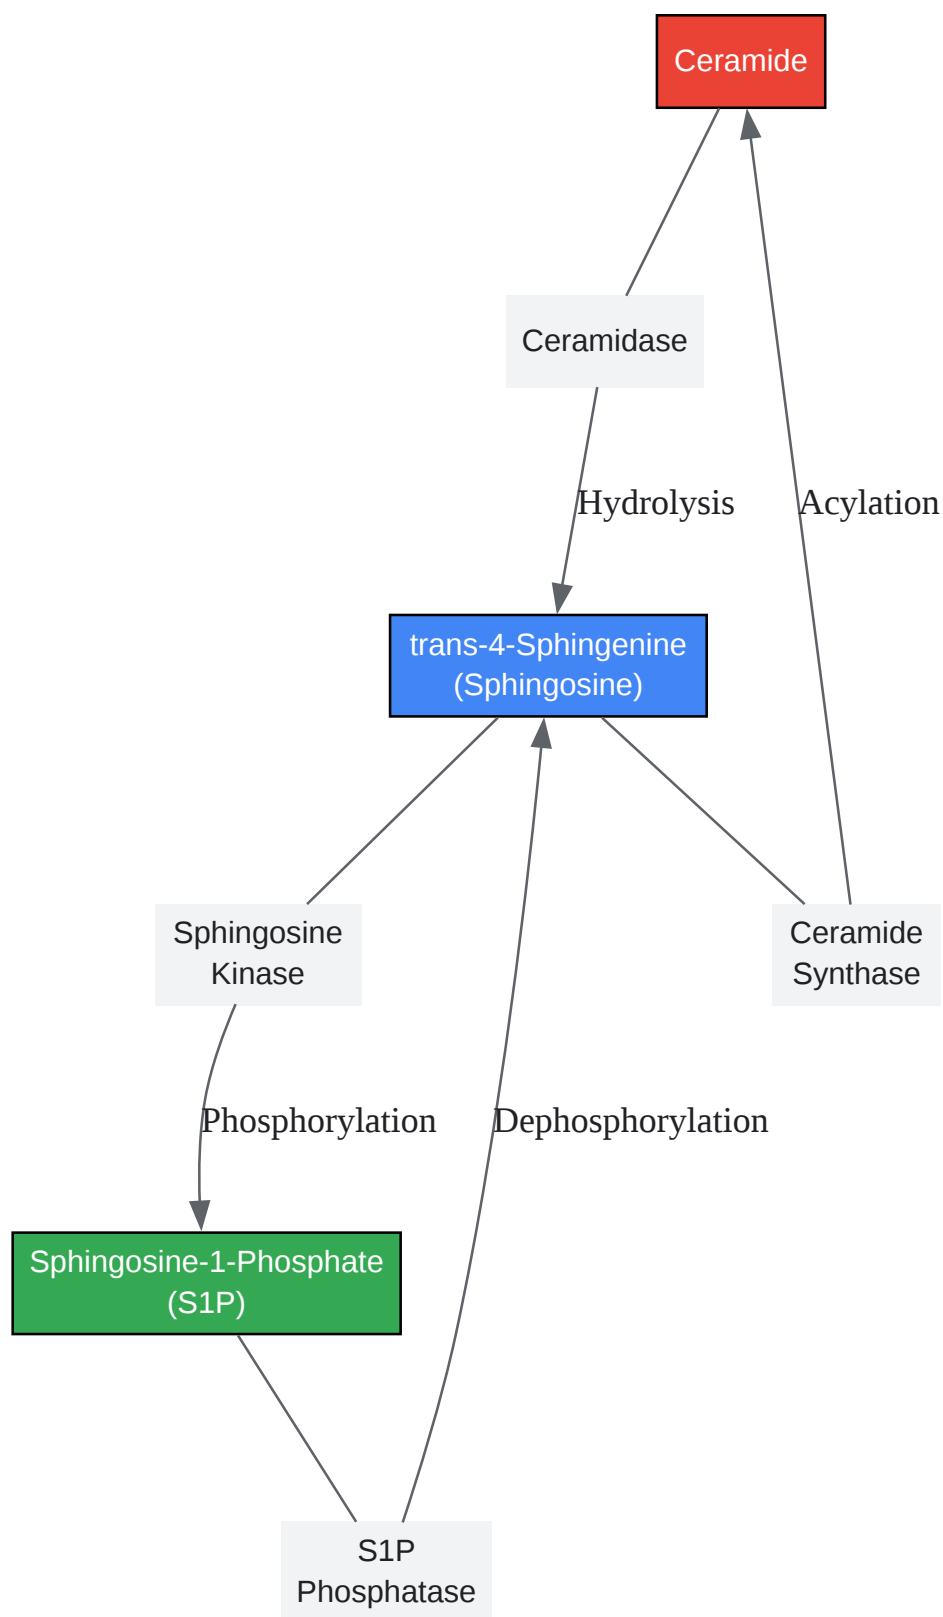 Ceramide
Ceramidase
Hydrolysis
Acylation
trans-4-Sphingenine
(Sphingosine)
Sphingosine
Kinase
Ceramide
Synthase
Phosphorylation
Dephosphorylation
Sphingosine-1-Phosphate
(S1P)
S1P
Phosphatase